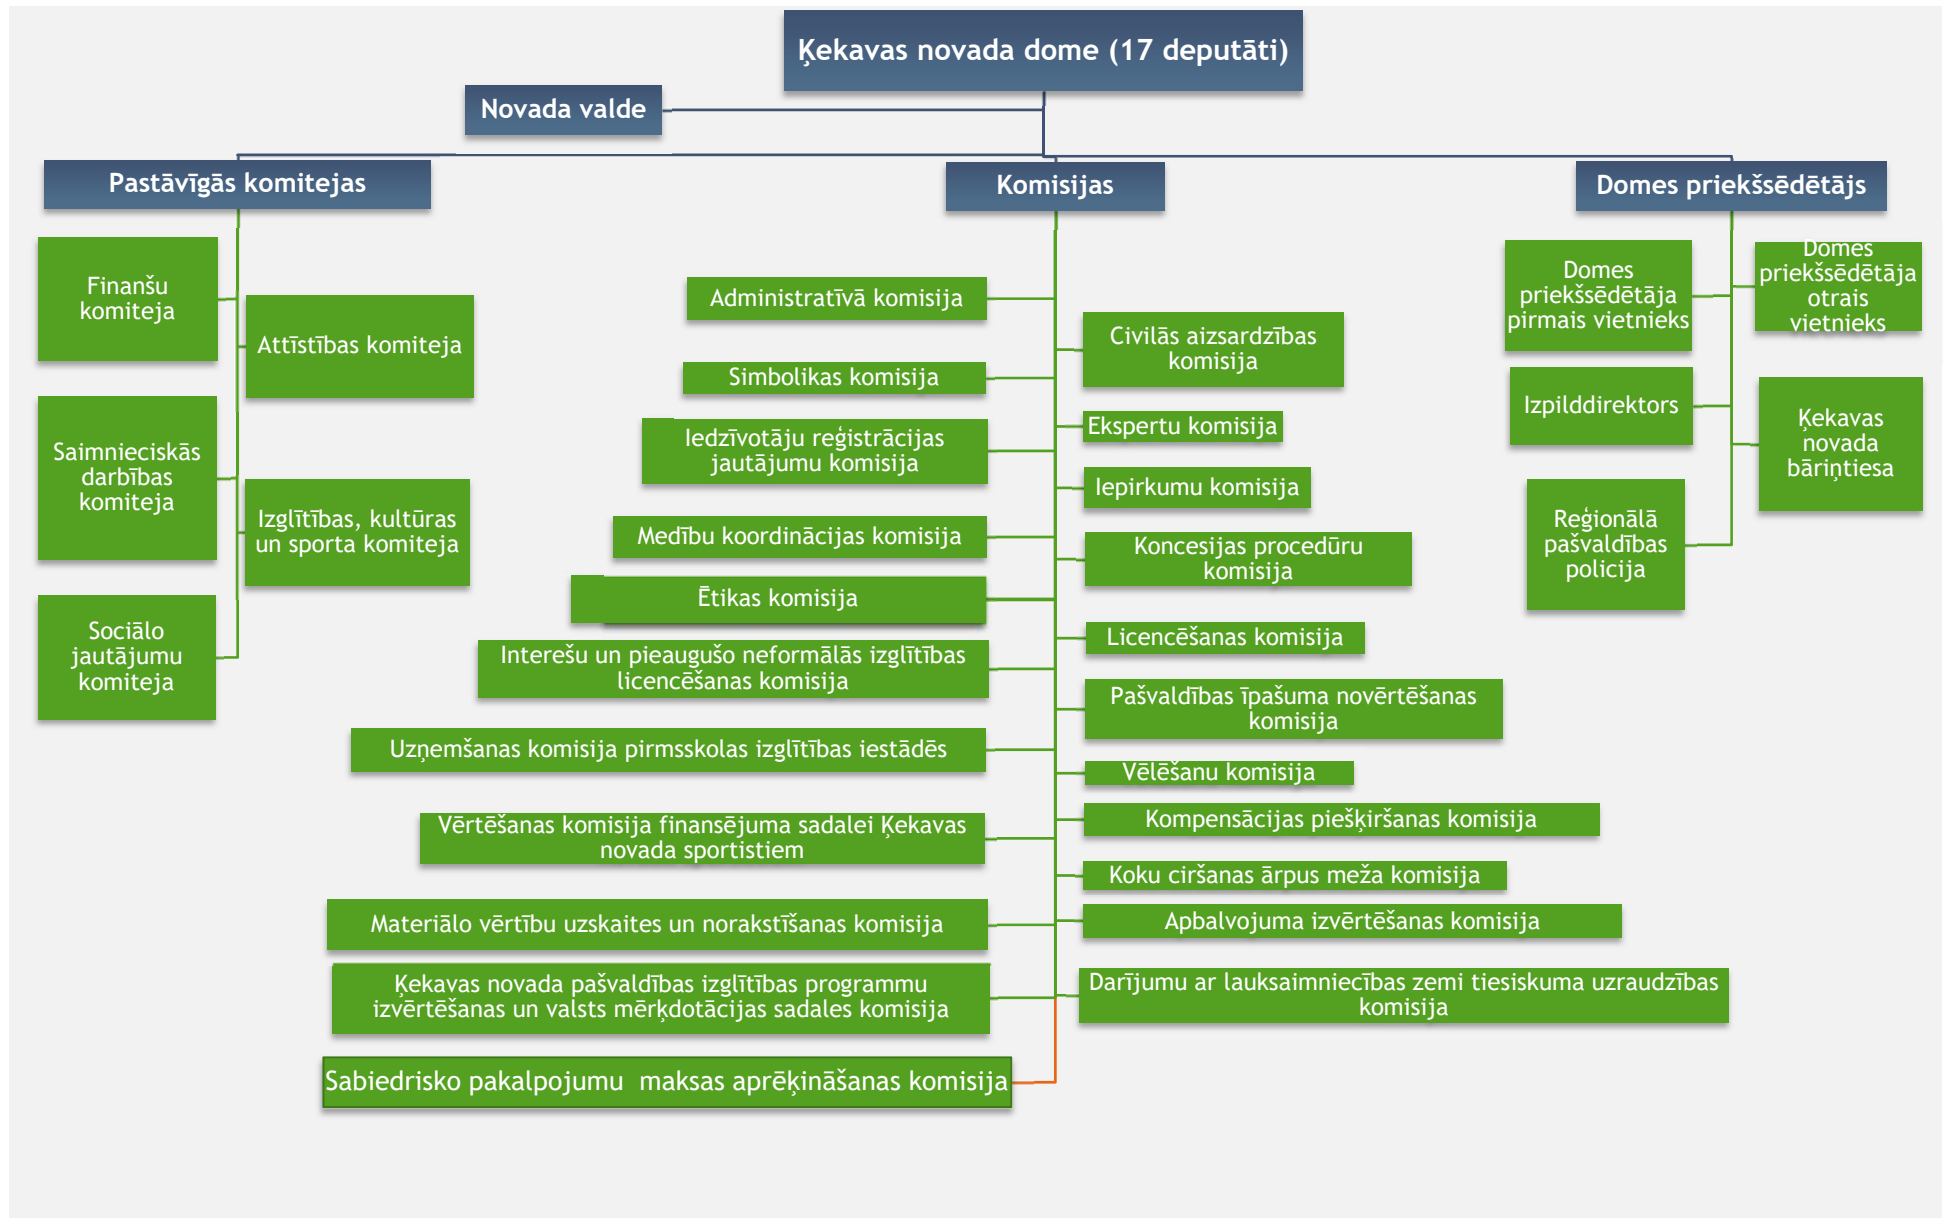 Ķekavas novada dome (17 deputāti)
Novada valde
Pastāvīgās komitejas
Finanšu
komiteja
Attīstības komiteja
Saimnieciskās
darbības
komiteja
Izglītības, kultūras
un sporta komiteja
Sociālo
jautājumu
komiteja
Komisijas
Administratīvā komisija
Civilās aizsardzības
komisija
Simbolikas komisija
Ekspertu komisija
Iedzīvotāju reģistrācijas
jautājumu komisija
Iepirkumu komisija
Medību koordinācijas komisija
Koncesijas procedūru
komisija
Ētikas komisija
Licencēšanas komisija
Interešu un pieaugušo neformālās izglītības
licencēšanas komisija
Pašvaldības īpašuma novērtēšanas
komisija
Uzņemšanas komisija pirmsskolas izglītības iestādēs
Vēlēšanu komisija
Kompensācijas piešķiršanas komisija
Vērtēšanas komisija finansējuma sadalei Ķekavas
novada sportistiem
Koku ciršanas ārpus meža komisija
Materiālo vērtību uzskaites un norakstīšanas komisija
Apbalvojuma izvērtēšanas komisija
Ķekavas novada pašvaldības izglītības programmu
izvērtēšanas un valsts mērķdotācijas sadales komisija
Darījumu ar lauksaimniecības zemi tiesiskuma uzraudzības
komisija
Sabiedrisko pakalpojumu  maksas aprēķināšanas komisija
Domes priekšsēdētājs
Domes
priekšsēdētāja
pirmais vietnieks
Domes
priekšsēdētāja
otrais
vietnieks
Izpilddirektors
Ķekavas
novada
bāriņtiesa
Reģionālā
pašvaldības
policija